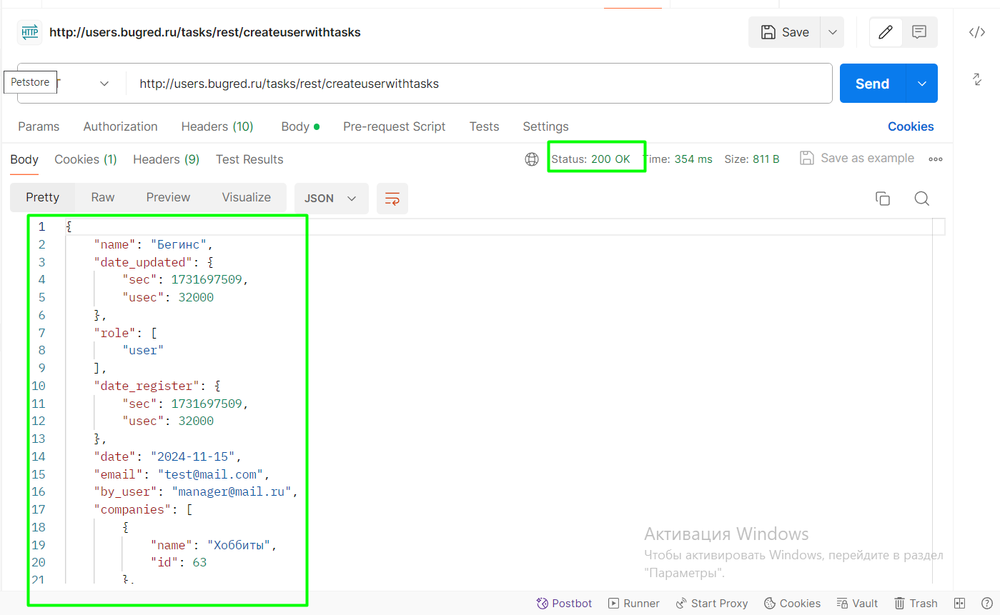 HTTP http://users.bugred.ru/tasks/rest/createuserwithtasks Save
Petstore T http://users.bugred.ru/tasks/rest/createuserwithtasks Send
Params Authorization Headers (10) Body Pre-request Script Tests Settings Cookies
Body Cookies (1) Headers (9) Test Results Status: 200 OK Time: 354 ms Size: 811 B Save as example
Pretty Raw Preview Visualize JSON
1 {
2 "name": "Бегинс",
3 "date_updated": {
4 "sec": 1731697509,
5 "usec": 32000
6 },
7 "role": [
8 "user"
9 ],
10 "date_register": {
11 "sec": 1731697509,
12 "usec": 32000
13 },
14 "date": "2024-11-15",
15 "email": "test@mail.com",
16 "by_user": "manager@mail.ru",
17 "companies": [
18 {
19 "name": "Хоббиты",
20 "id": 63
21 },
Активация Windows
Чтобы активировать Windows, перейдите в раздел
"Параметры".
Postbot Runner Start Proxy Cookies Vault Trash